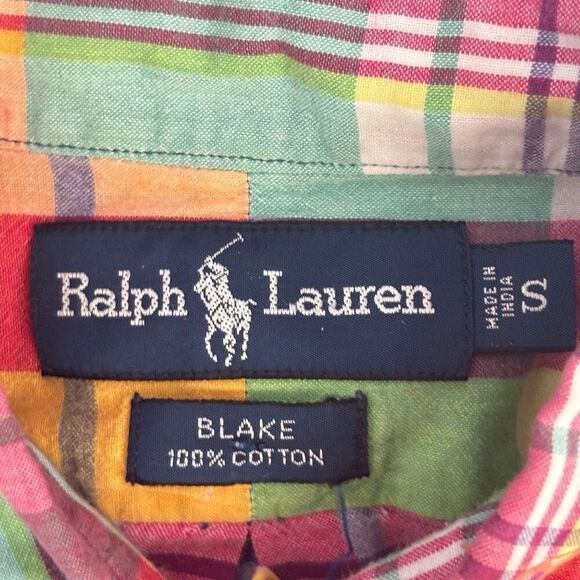 Ralph Lauren
MADE IN
INDIA
S
BLAKE
100% COTTON